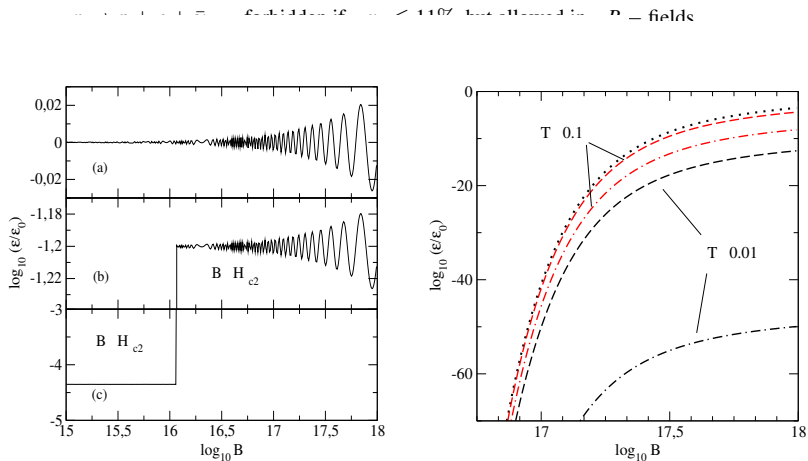 forbidden if ≤ 11% but allowed in B – fields
0,02
0
-0,02
(a)
-1,18
-1,2
-1,22
(b)
B H c2
-3
B H c2
-4
(c)
-5
log10 (ε/ε0)
15 15,5 16 16,5 17 17,5 18
log10 B
0
-20
-40
-60
log10 (ε/ε0)
T 0.1
T 0.01
17 17,5 18
log10 B